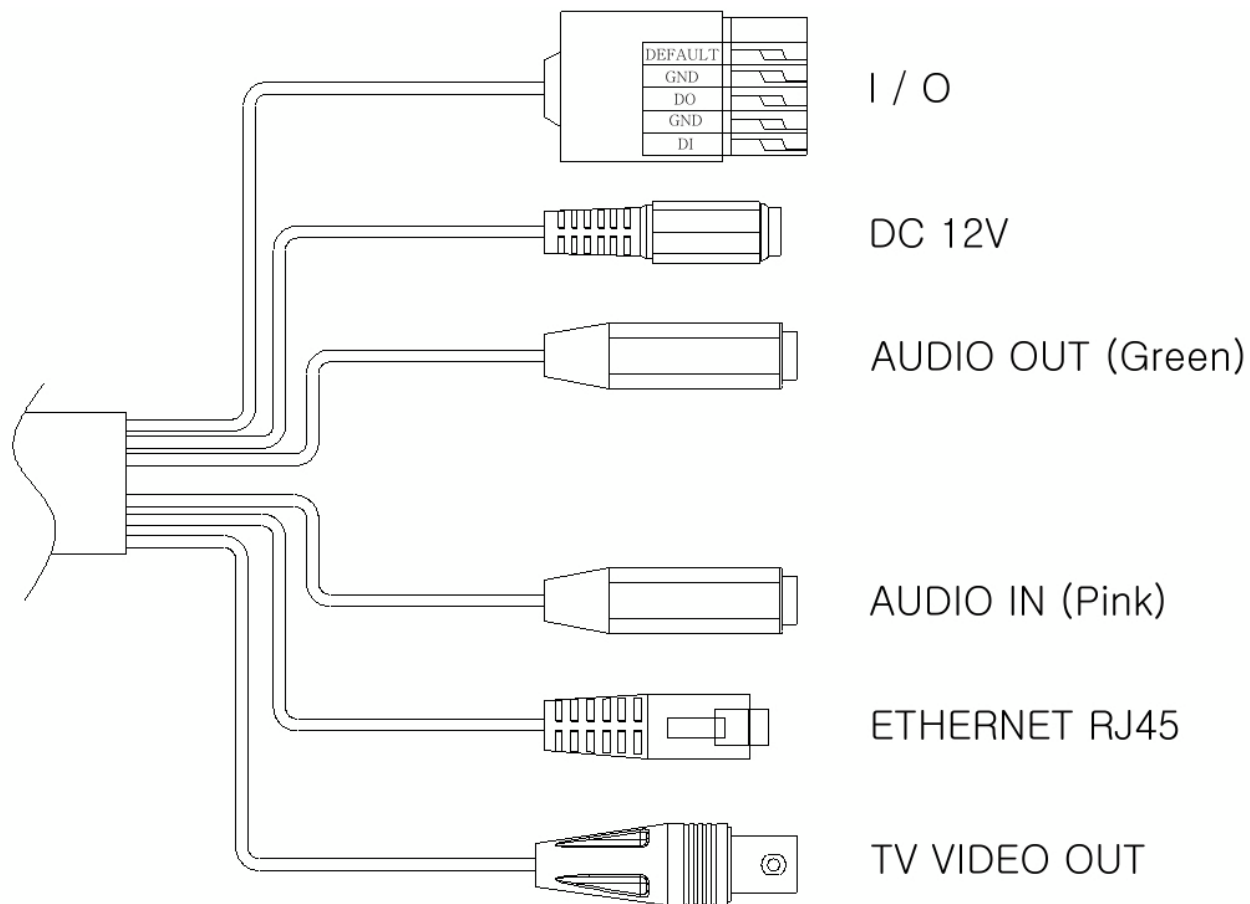 DEFAULT
GND
DO
GND
DI
I / O
DC 12V
AUDIO OUT (Green)
AUDIO IN (Pink)
ETHERNET RJ45
TV VIDEO OUT